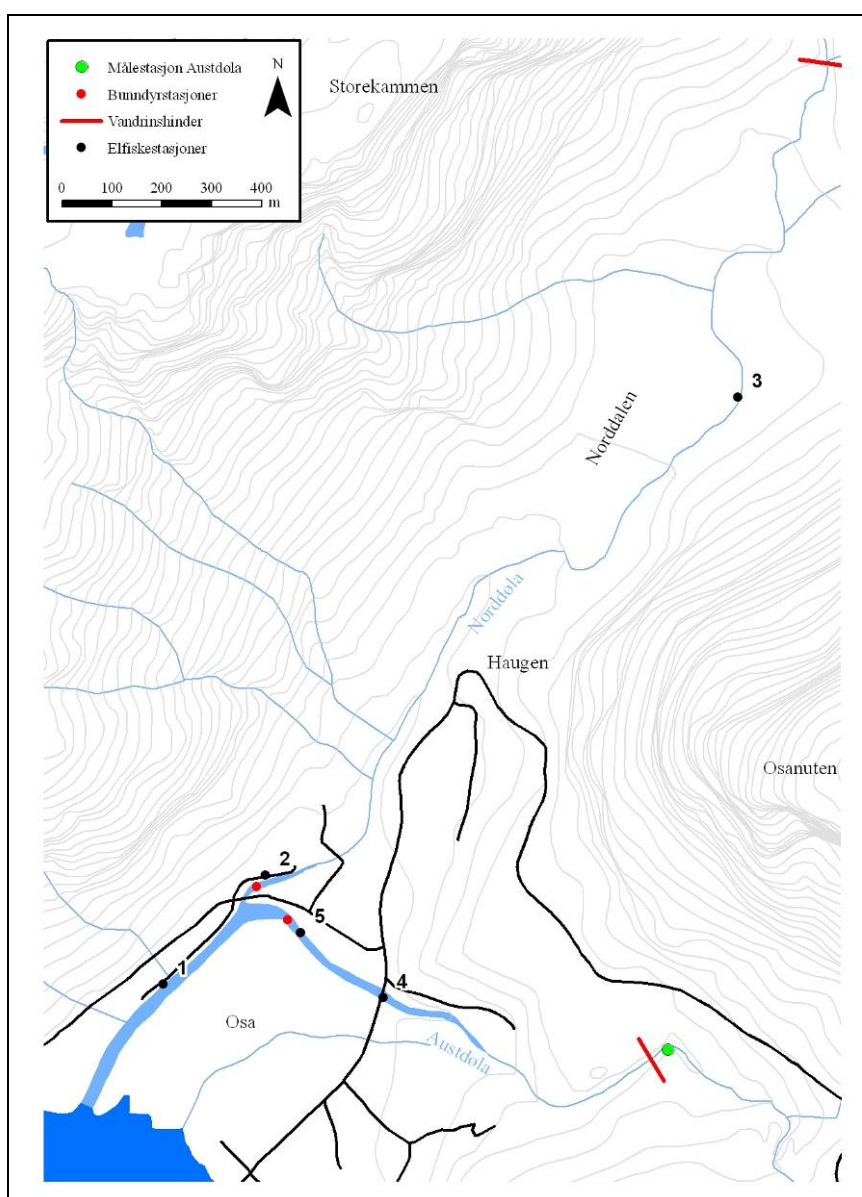 Målestasjon Austdøla
Bunndyrstasjoner
Vandrinshinder
Elfiskestasjoner
N
0 100 200 300 400
m
Storekammen
3
Norddalen
Norddøla
Haugen
Osanuten
2
5
1
4
Osa
Austdøla